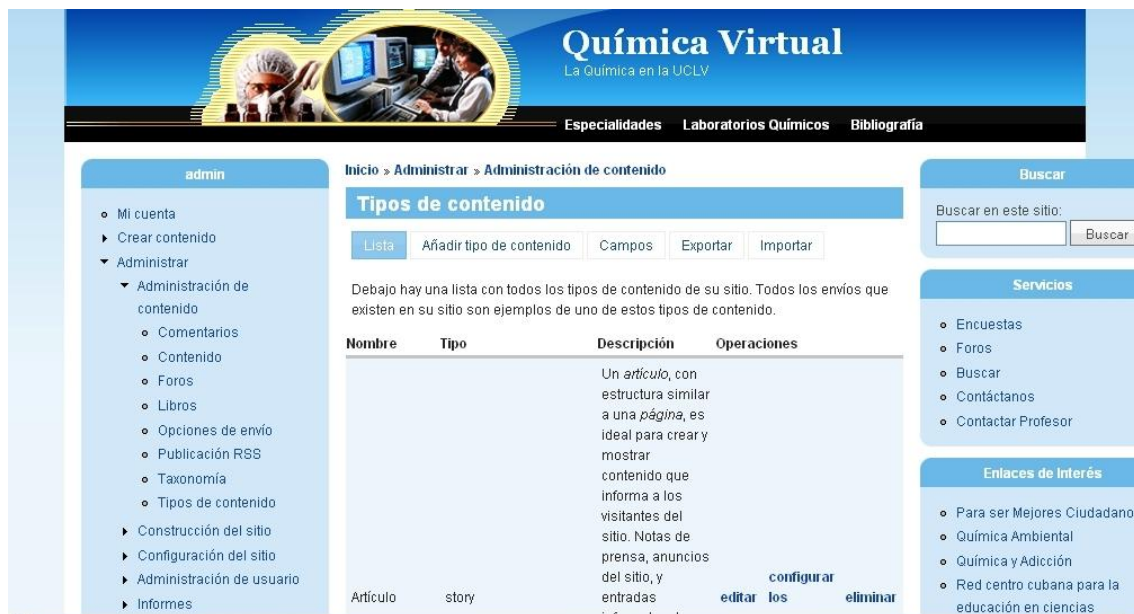 Química Virtual
La Química en la UCLV
Especialidades Laboratorios Químicos Bibliografía
admin
Mi cuenta
Crear contenido
Administrar
Administración de
contenido
Comentarios
Contenido
Foros
Libros
Opciones de envío
Publicación RSS
Taxonomía
Tipos de contenido
Construcción del sitio
Configuración del sitio
Administración de usuario
Informes
Inicio » Administrar » Administración de contenido
Tipos de contenido
Lista Añadir tipo de contenido Campos Exportar Importar
Debajo hay una lista con todos los tipos de contenido de su sitio. Todos los envíos que
existen en su sitio son ejemplos de uno de estos tipos de contenido.
Nombre Tipo Descripción Operaciones
Un artículo, con
estructura similar
a una página, es
ideal para crear y
mostrar
contenido que
informa a los
visitantes del
sitio. Notas de
prensa, anuncios
del sitio, y
configurar
Artículo story entradas editar los eliminar
Buscar
Buscar en este sitio:
Buscar
Servicios
Encuestas
Foros
Buscar
Contáctanos
Contactar Profesor
Enlaces de Interés
Para ser Mejores Ciudadano
Química Ambiental
Química y Adicción
Red centro cubana para la
educación en ciencias